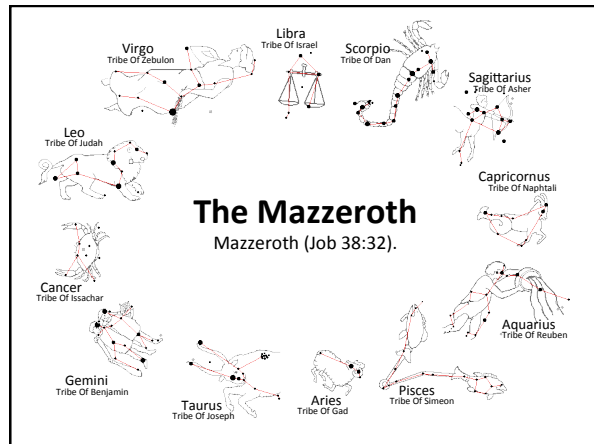 Virgo
Tribe Of Zebulon
Libra
Tribe Of Israel
Scorpio
Tribe Of Dan
Sagittarius
Tribe Of Asher
Leo
Tribe Of Judah
Capricornus
Tribe Of Naphtali
The Mazzeroth
Mazzeroth (Job 38:32).
Cancer
Tribe Of Issachar
Aquarius
Tribe Of Reuben
Gemini
Tribe Of Benjamin
Taurus
Tribe Of Joseph
Aries
Tribe Of Gad
Pisces
Tribe Of Simeon